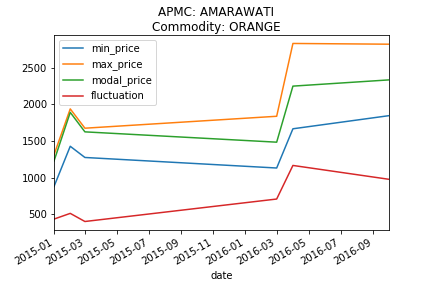 APMC: AMARAWATI
Commodity: ORANGE
min_price
max_price
modal_price
fluctuation
2500
2000
1500
1000
500
2015-01
2015-03
2015-05
2015-07
2015-09
2015-11
2016-01
2016-03
2016-05
2016-07
2016-09
date